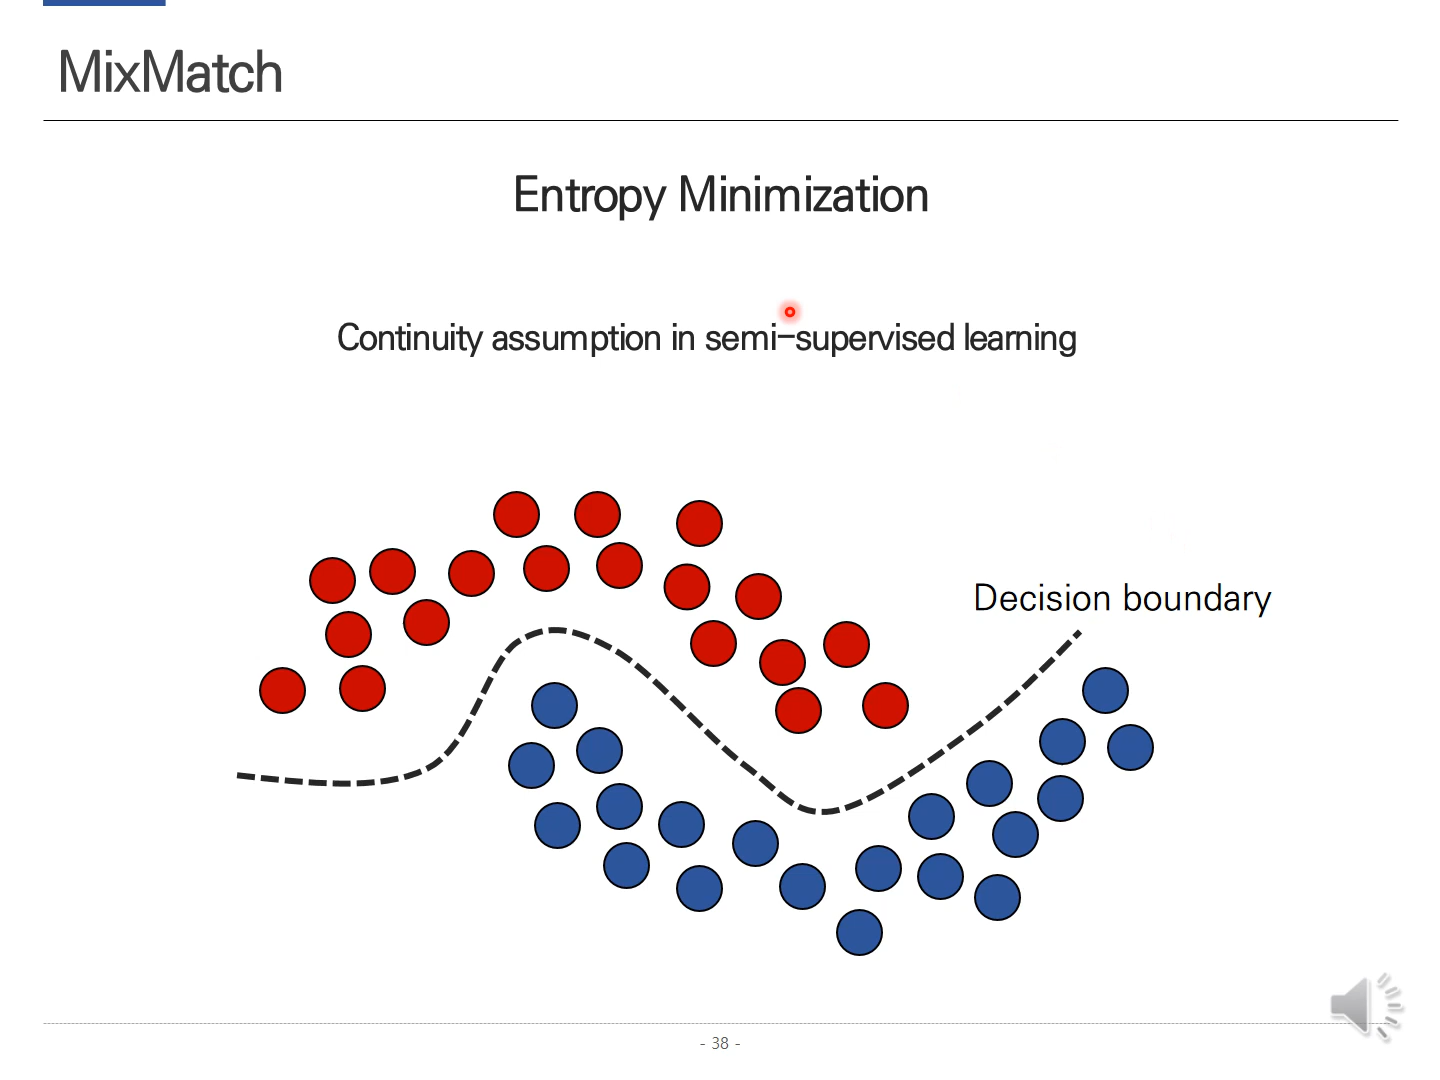 MixMatch
Entropy Minimization
Continuity assumption in semi-supervised learning
Decision boundary
- 38 -